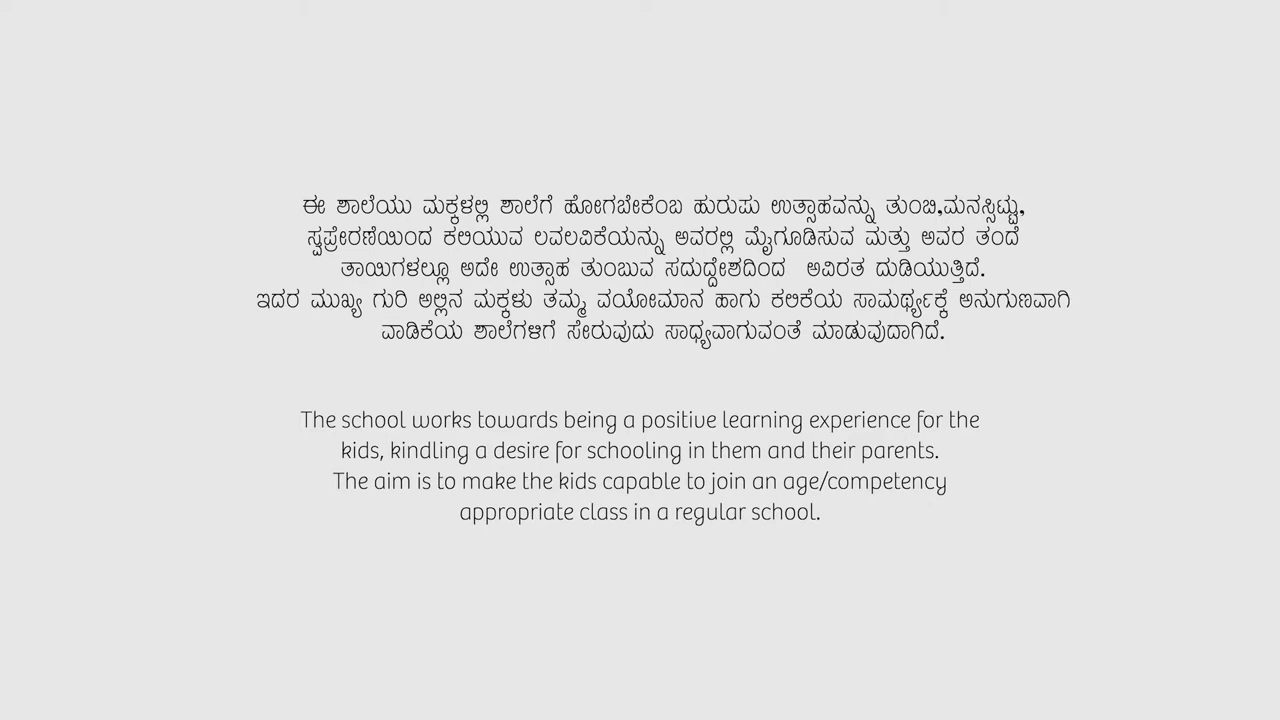 ಈ ಶಾಲೆಯು ಮಕ್ಕಳಲ್ಲಿ ಶಾಲೆಗೆ ಹೋಗಬೇಕೆಂಬ ಹುರುಪು ಉತ್ಸಾಹವನ್ನು ತುಂಬಿ,ಮನಸ್ಸಿಟ್ಟು,
ಸ್ವಪ್ರೇರಣೆಯಿಂದ ಕಲಿಯುವ ಲವಲವಿಕೆಯನ್ನು ಅವರಲ್ಲಿ ಮೈಗೂಡಿಸುವ ಮತ್ತು ಅವರ ತಂದೆ
ತಾಯಿಗಳಲ್ಲೂ ಅದೇ ಉತ್ಸಾಹ ತುಂಬುವ ಸದುದ್ದೇಶದಿಂದ ಅವಿರತ ದುಡಿಯುತ್ತಿದೆ.
ಇದರ ಮುಖ್ಯ ಗುರಿ ಅಲ್ಲಿನ ಮಕ್ಕಳು ತಮ್ಮ ವಯೋಮಾನ ಹಾಗು ಕಲಿಕೆಯ ಸಾಮರ್ಥ್ಯಕ್ಕೆ ಅನುಗುಣವಾಗಿ
ವಾಡಿಕೆಯ ಶಾಲೆಗಳಿಗೆ ಸೇರುವುದು ಸಾಧ್ಯವಾಗುವಂತೆ ಮಾಡುವುದಾಗಿದೆ.
The school works towards being a positive learning experience for the
kids, kindling a desire for schooling in them and their parents.
The aim is to make the kids capable to join an age/competency
appropriate class in a regular school.